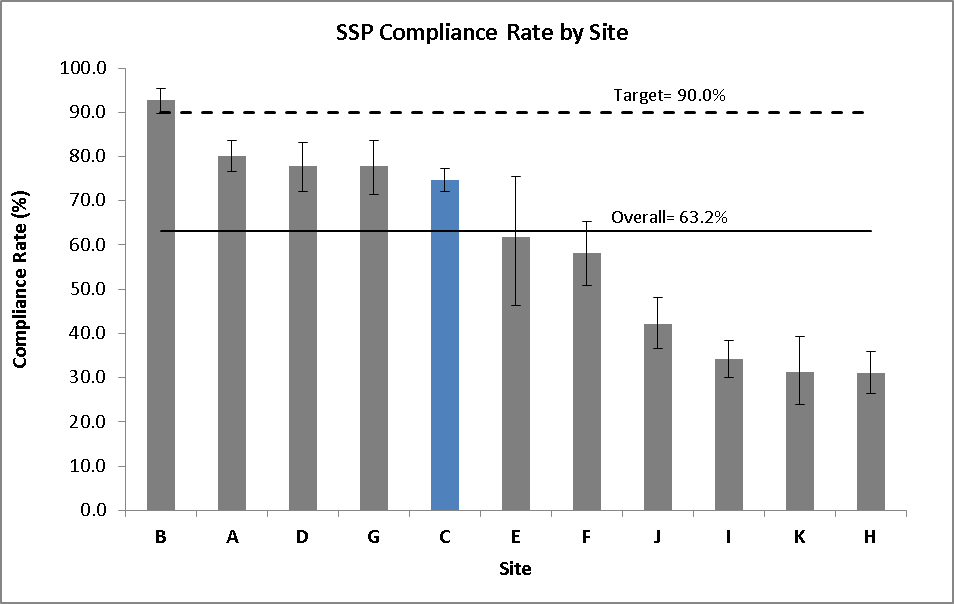 SSP Compliance Rate by Site
100.0
90.0
80.0
70.0
60.0
50.0
40.0
30.0
20.0
10.0
0.0
Compliance Rate (%)
Target= 90.0%
Overall= 63.2%
B A D G C E F J I K H
Site